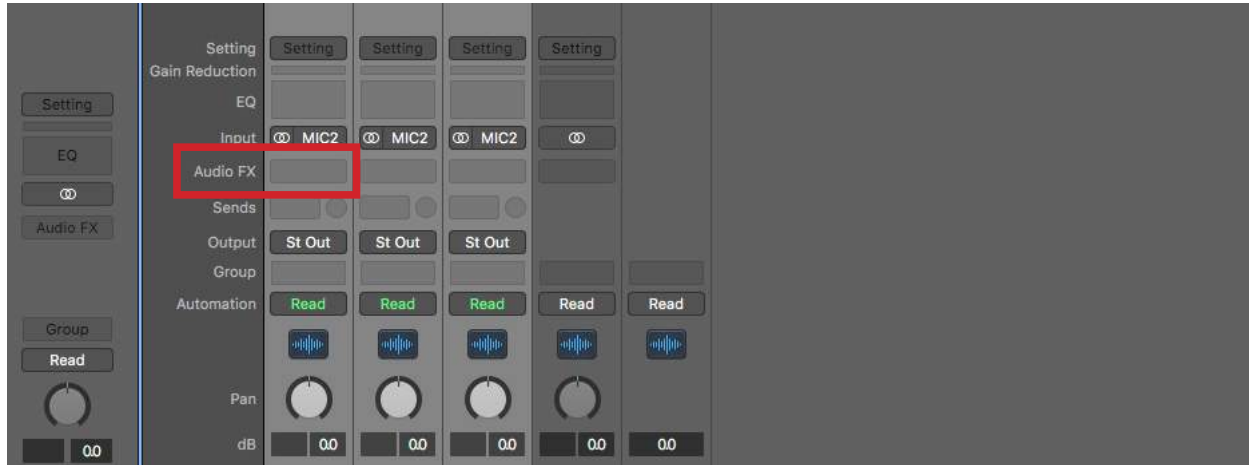 Setting
EQ
Audio FX
Group
Read
0.0
Setting Setting Setting Setting Setting
Gain Reduction
EQ
Input MIC2 MIC2 MIC2
Audio FX
Sends
Output St Out St Out St Out
Group
Automation Read Read Read Read Read
Pan
dB 0.0 0.0 0.0 0.0 0.0